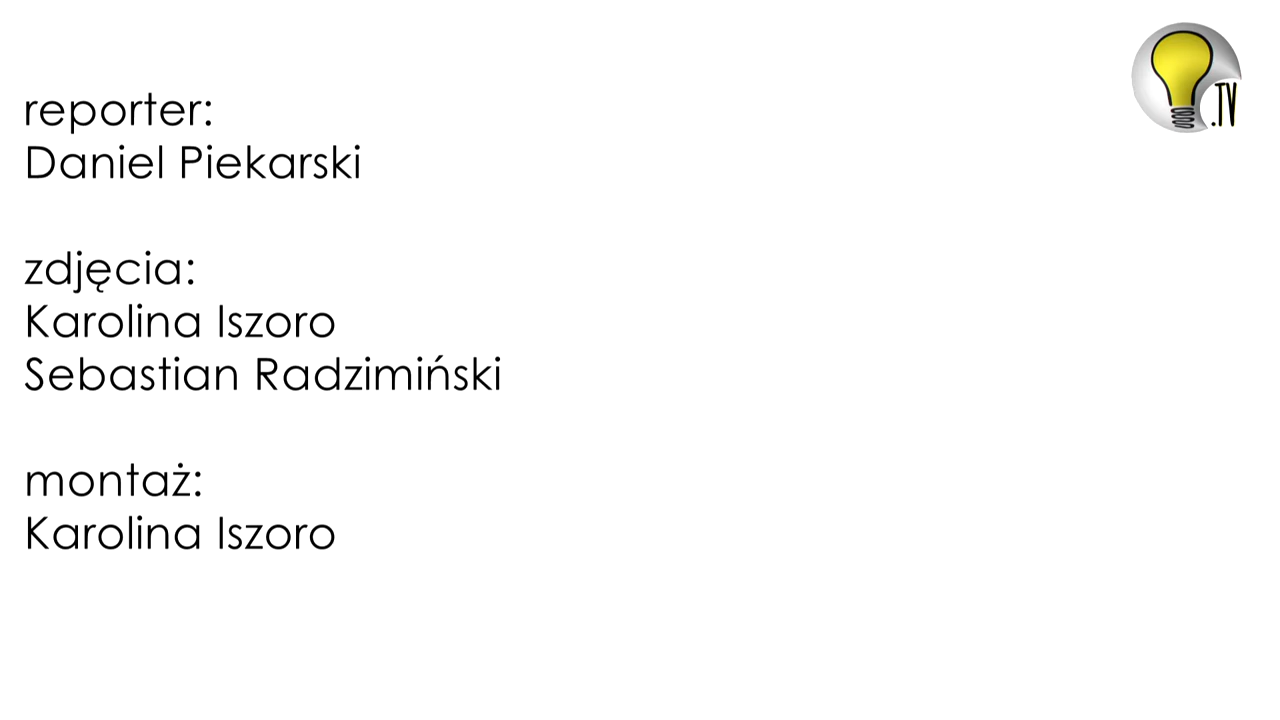 .TV
reporter:
Daniel Piekarski
zdjęcia:
Karolina Iszoro
Sebastian Radzimiński
montaż:
Karolina Iszoro